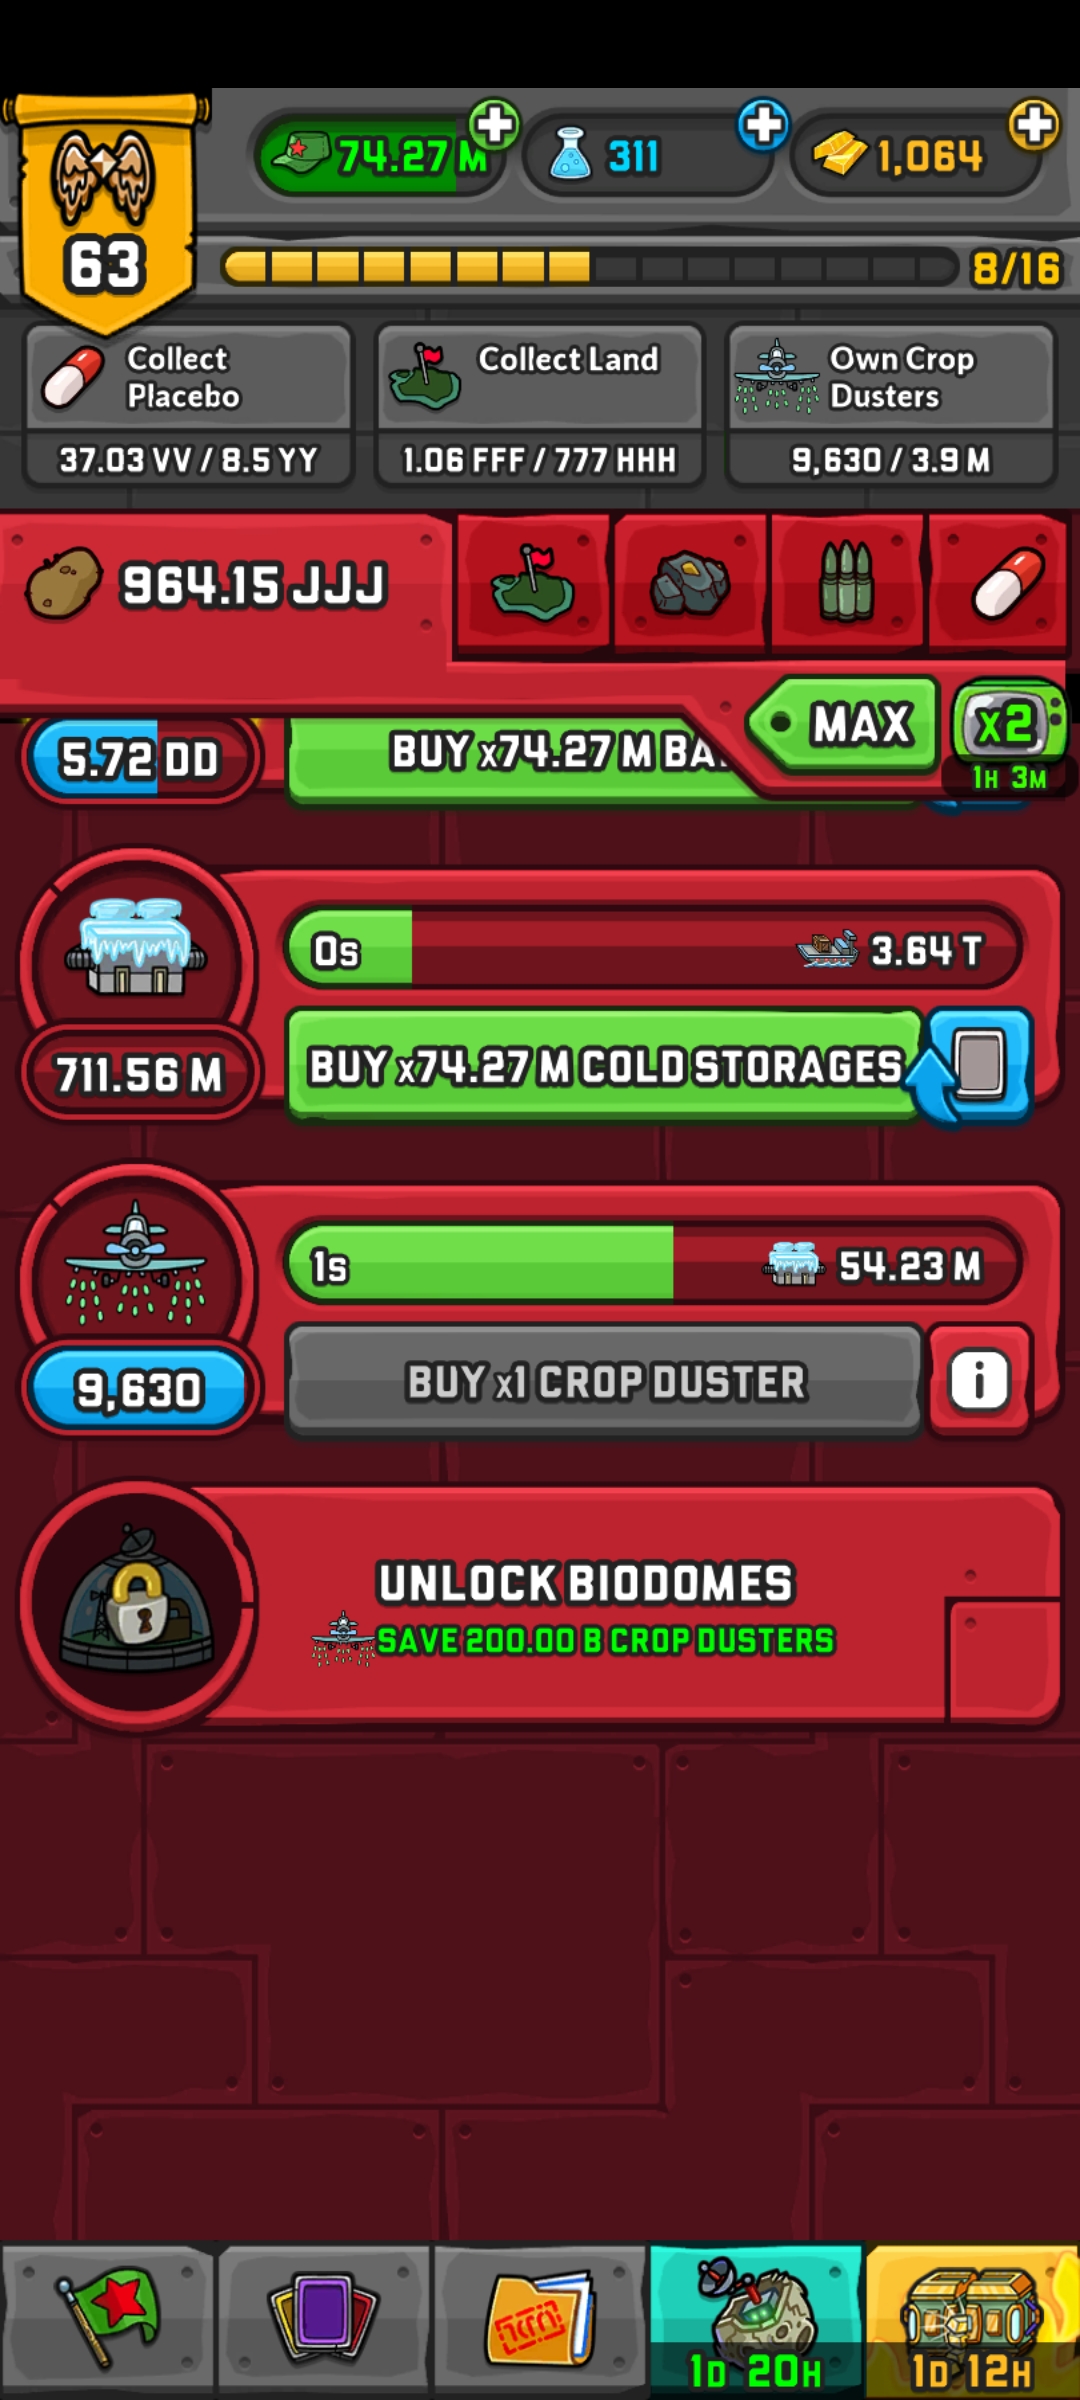 74.27 M
311
1,064
63
8/16
Collect
Placebo
37.03 VV / 8.5 YY
Collect Land
1.06 FFF / 777 HHH
Own Crop
Dusters
9,630 / 3.9 M
964.15 JJJ
MAX
x2
1H 3M
5.72 DD
BUY x74.27 M
0s
3.64 T
711.56 M
BUY x74.27 M COLD STORAGES
1s
54.23 M
9,630
BUY x1 CROP DUSTER
i
UNLOCK BIODOMES
SAVE 200.00 B CROP DUSTERS
1D 20H
1D 12H